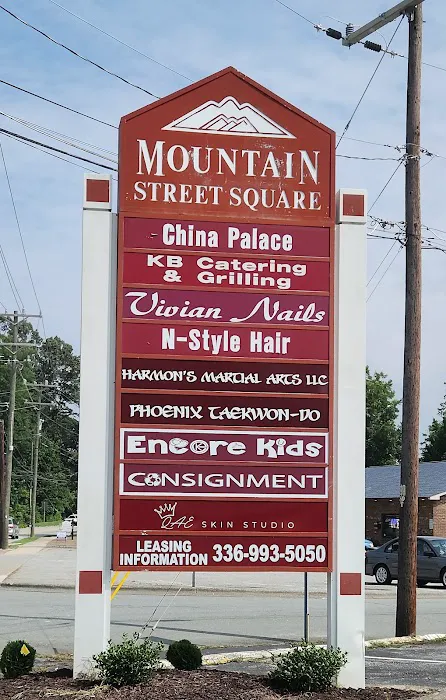 MOUNTAIN
STREET SQUARE
China Palace
KB Catering
& Grilling
Vivian Nails
N-Style Hair
HARMON'S MARTIAL ARTS LLC
PHOENIX TAEKWON-DO
Encore Kids
CONSIGNMENT
QAE SKIN STUDIO
LEASING
INFORMATION 336-993-5050